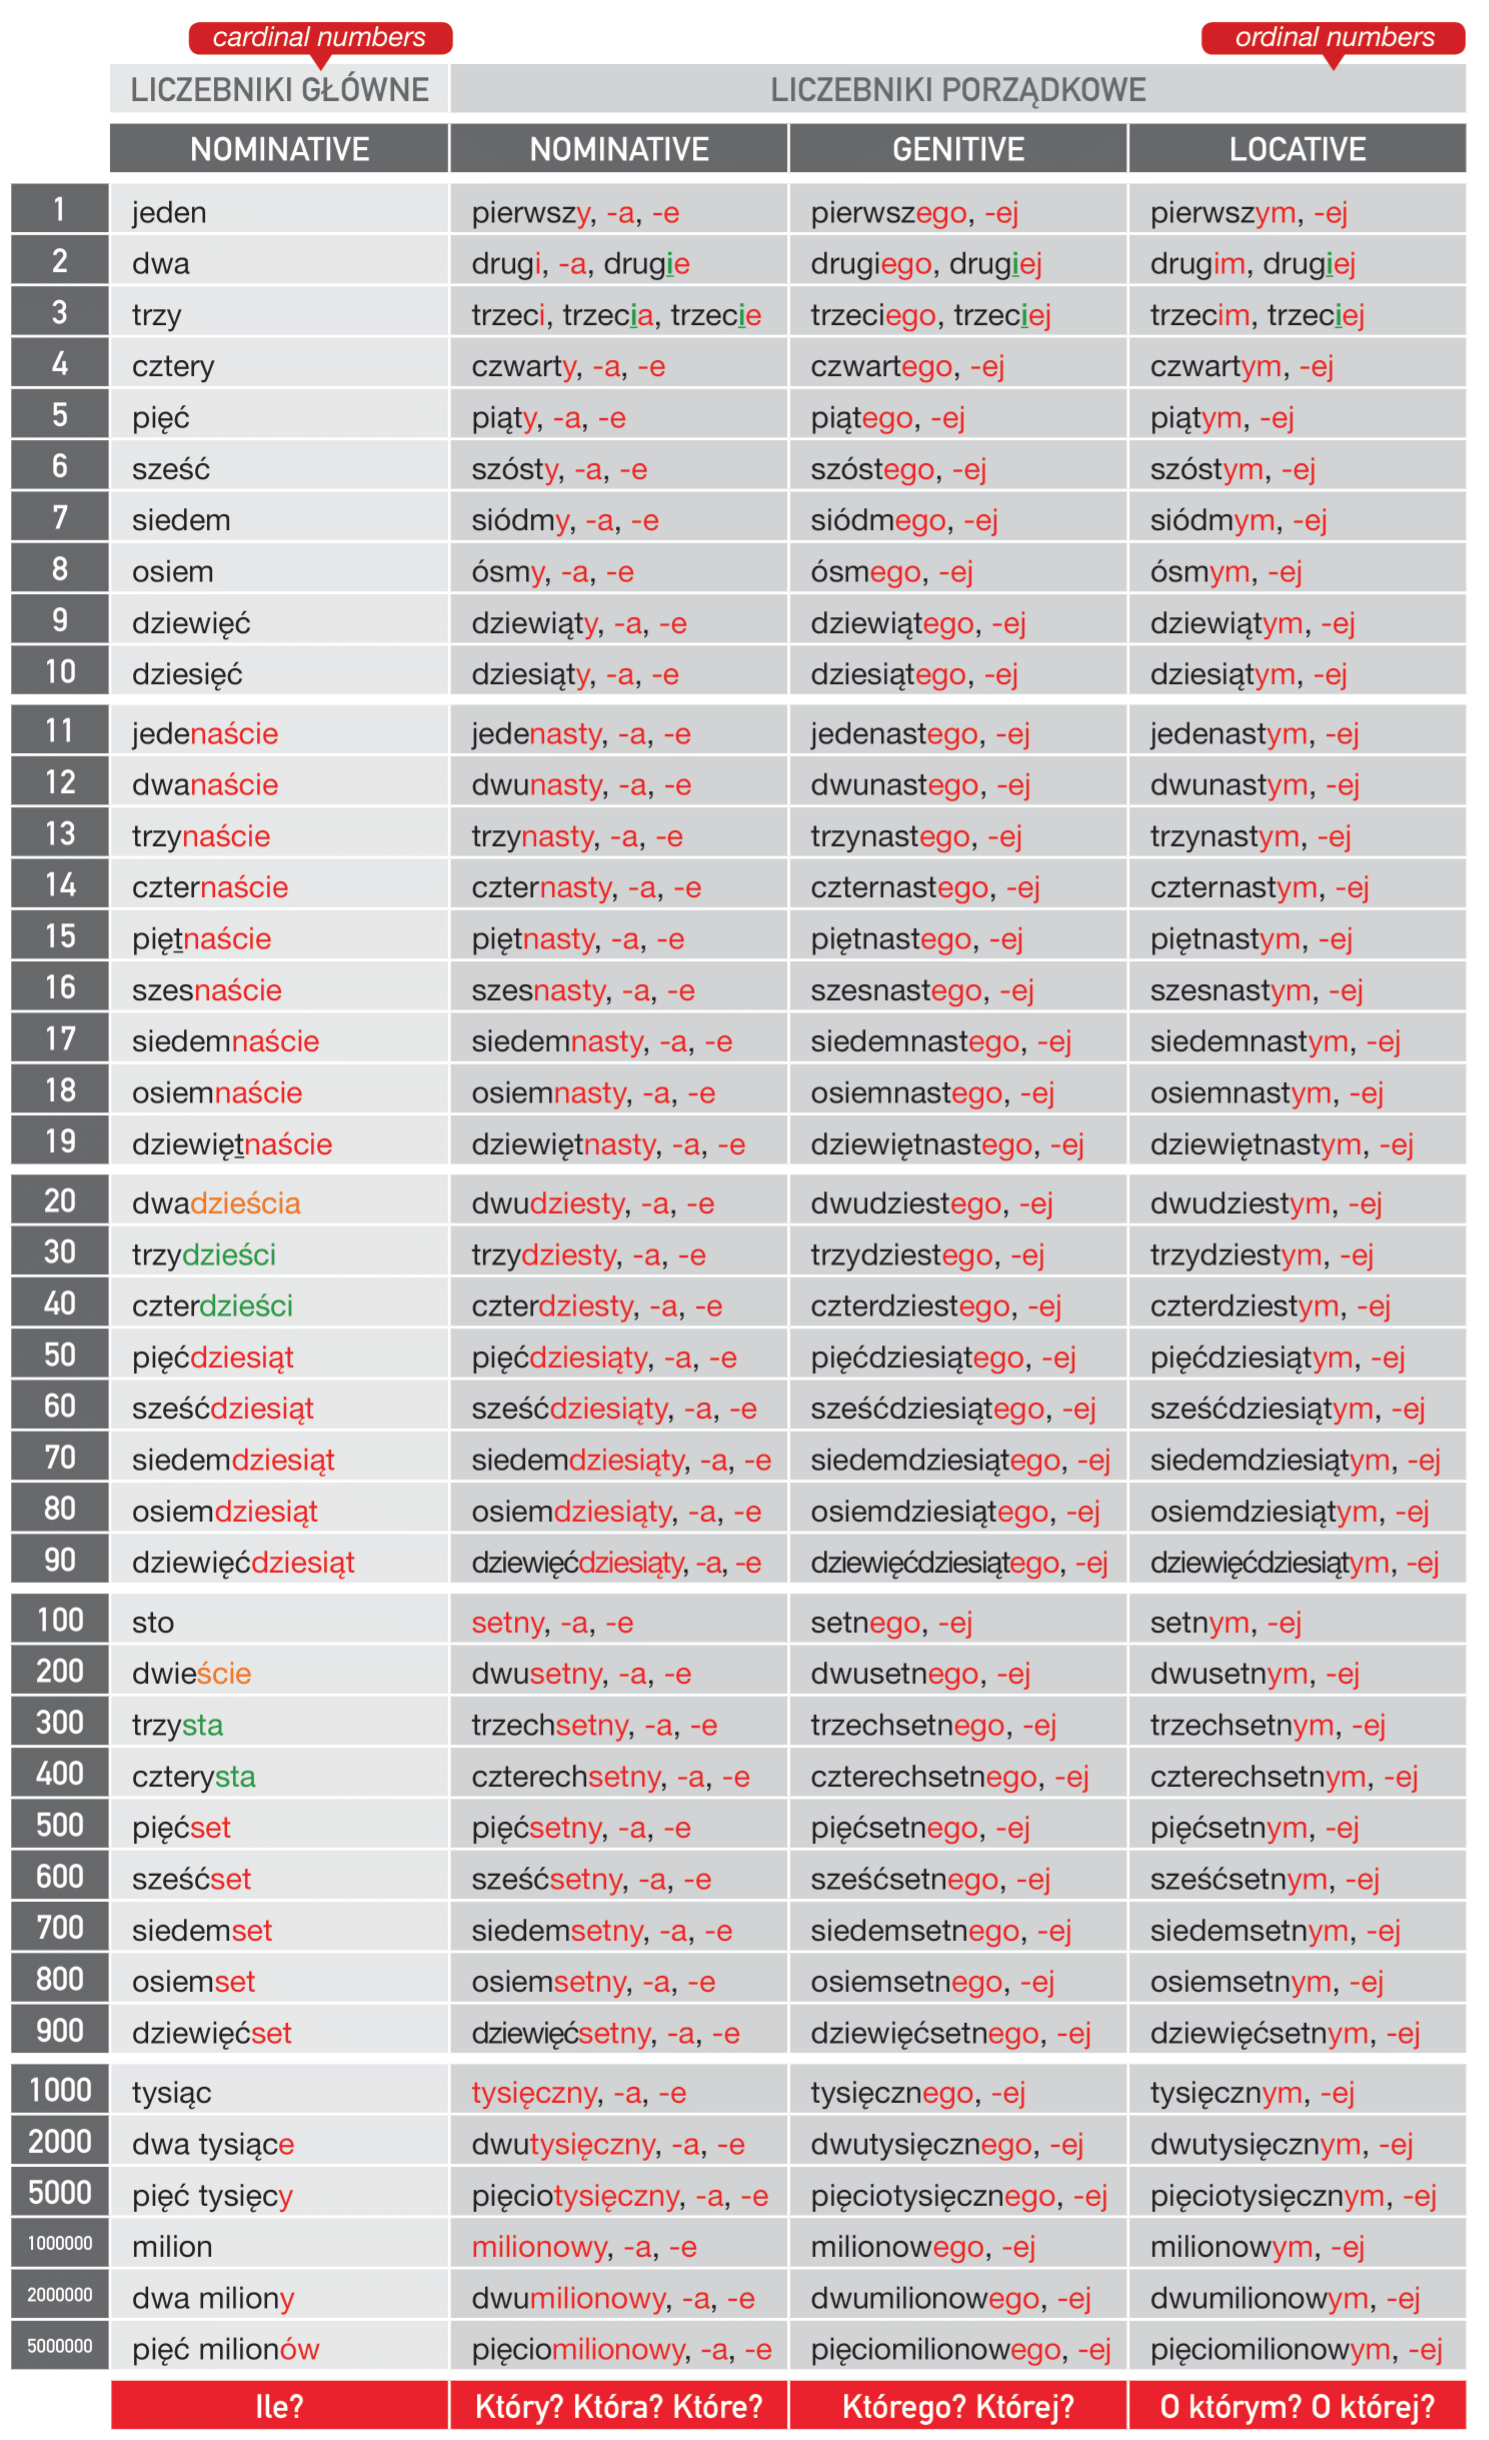 cardinal numbers ordinal numbers
LICZEBNIKI GŁÓWNE LICZEBNIKI PORZĄDKOWE
NOMINATIVE NOMINATIVE GENITIVE LOCATIVE
1 jeden pierwszy, -a, -e pierwszego, -ej pierwszym, -ej
2 dwa drugi, -a, drugie drugiego, drugiej drugim, drugiej
3 trzy trzeci, trzecia, trzecie trzeciego, trzeciej trzecim, trzeciej
4 cztery czwarty, -a, -e czwartego, -ej czwartym, -ej
5 pięć piąty, -a, -e piątego, -ej piątym, -ej
6 sześć szósty, -a, -e szóstego, -ej szóstym, -ej
7 siedem siódmy, -a, -e siódmego, -ej siódmym, -ej
8 osiem ósmy, -a, -e ósmego, -ej ósmym, -ej
9 dziewięć dziewiąty, -a, -e dziewiątego, -ej dziewiątym, -ej
10 dziesięć dziesiąty, -a, -e dziesiątego, -ej dziesiątym, -ej
11 jedenaście jedenasty, -a, -e jedenastego, -ej jedenastym, -ej
12 dwanaście dwunasty, -a, -e dwunastego, -ej dwunastym, -ej
13 trzynaście trzynasty, -a, -e trzynastego, -ej trzynastym, -ej
14 czternaście czternasty, -a, -e czternastego, -ej czternastym, -ej
15 piętnaście piętnasty, -a, -e piętnastego, -ej piętnastym, -ej
16 szesnaście szesnasty, -a, -e szesnastego, -ej szesnastym, -ej
17 siedemnaście siedemnasty, -a, -e siedemnastego, -ej siedemnastym, -ej
18 osiemnaście osiemnasty, -a, -e osiemnastego, -ej osiemnastym, -ej
19 dziewiętnaście dziewiętnasty, -a, -e dziewiętnastego, -ej dziewiętnastym, -ej
20 dwadzieścia dwudziesty, -a, -e dwudziestego, -ej dwudziestym, -ej
30 trzydzieści trzydziesty, -a, -e trzydziestego, -ej trzydziestym, -ej
40 czterdzieści czterdziesty, -a, -e czterdziestego, -ej czterdziestym, -ej
50 pięćdziesiąt pięćdziesiąty, -a, -e pięćdziesiątego, -ej pięćdziesiątym, -ej
60 sześćdziesiąt sześćdziesiąty, -a, -e sześćdziesiątego, -ej sześćdziesiątym, -ej
70 siedemdziesiąt siedemdziesiąty, -a, -e siedemdziesiątego, -ej siedemdziesiątym, -ej
80 osiemdziesiąt osiemdziesiąty, -a, -e osiemdziesiątego, -ej osiemdziesiątym, -ej
90 dziewięćdziesiąt dziewięćdziesiąty, -a, -e dziewięćdziesiątego, -ej dziewięćdziesiątym, -ej
100 sto setny, -a, -e setnego, -ej setnym, -ej
200 dwieście dwusetny, -a, -e dwusetnego, -ej dwusetnym, -ej
300 trzysta trzechsetny, -a, -e trzechsetnego, -ej trzechsetnym, -ej
400 czterysta czterechsetny, -a, -e czterechsetnego, -ej czterechsetnym, -ej
500 pięćset pięćsetny, -a, -e pięćsetnego, -ej pięćsetnym, -ej
600 sześćset sześćsetny, -a, -e sześćsetnego, -ej sześćsetnym, -ej
700 siedemset siedemsetny, -a, -e siedemsetnego, -ej siedemsetnym, -ej
800 osiemset osiemsetny, -a, -e osiemsetnego, -ej osiemsetnym, -ej
900 dziewięćset dziewięćsetny, -a, -e dziewięćsetnego, -ej dziewięćsetnym, -ej
1000 tysiąc tysięczny, -a, -e tysięcznego, -ej tysięcznym, -ej
2000 dwa tysiące dwutysięczny, -a, -e dwutysięcznego, -ej dwutysięcznym, -ej
5000 pięć tysięcy pięciotysięczny, -a, -e pięciotysięcznego, -ej pięciotysięcznym, -ej
1000000 milion milionowy, -a, -e milionowego, -ej milionowym, -ej
2000000 dwa miliony dwumilionowy, -a, -e dwumilionowego, -ej dwumilionowym, -ej
5000000 pięć milionów pięciomilionowy, -a, -e pięciomilionowego, -ej pięciomilionowym, -ej
Ile? Który? Która? Które? Którego? Której? O którym? O której?